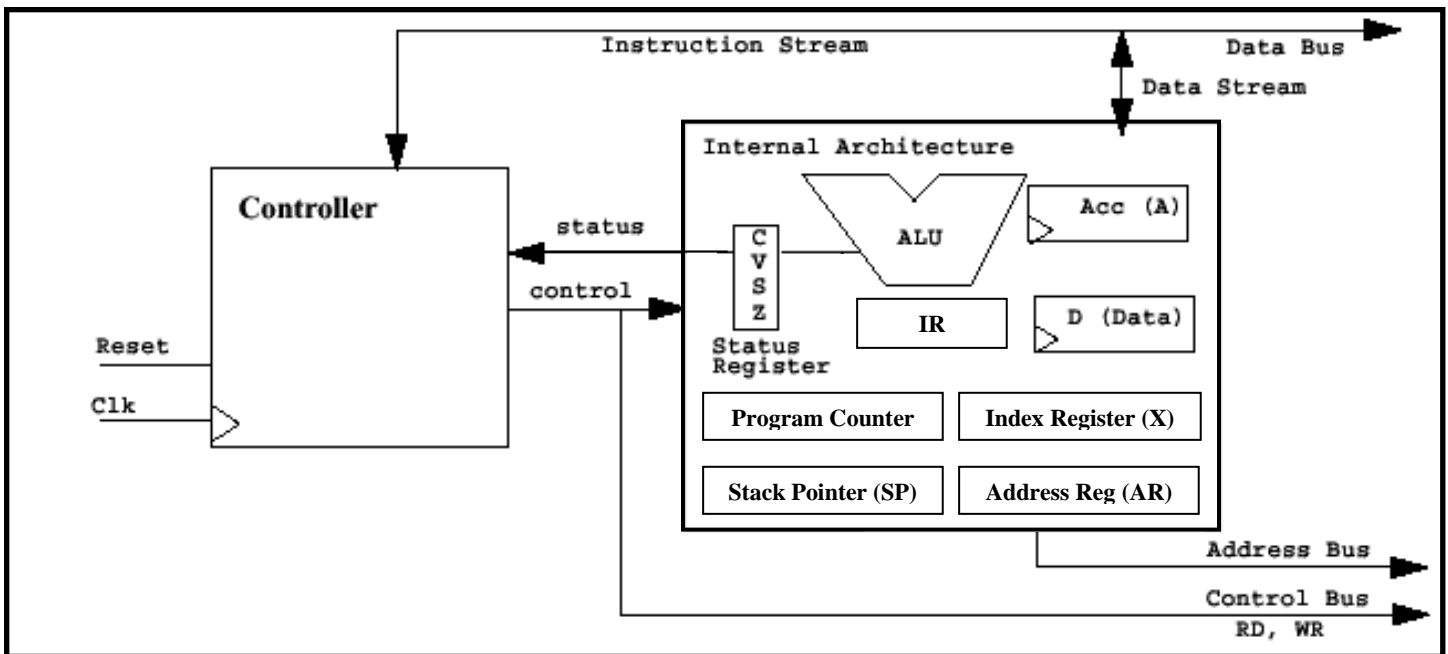 Instruction Stream
Data Bus
Data Stream
Internal Architecture
Controller
status
control
Reset
Clk
C
V
S
Z
ALU
Acc (A)
IR
D (Data)
Status
Register
Program Counter
Index Register (X)
Stack Pointer (SP)
Address Reg (AR)
Address Bus
Control Bus
RD, WR